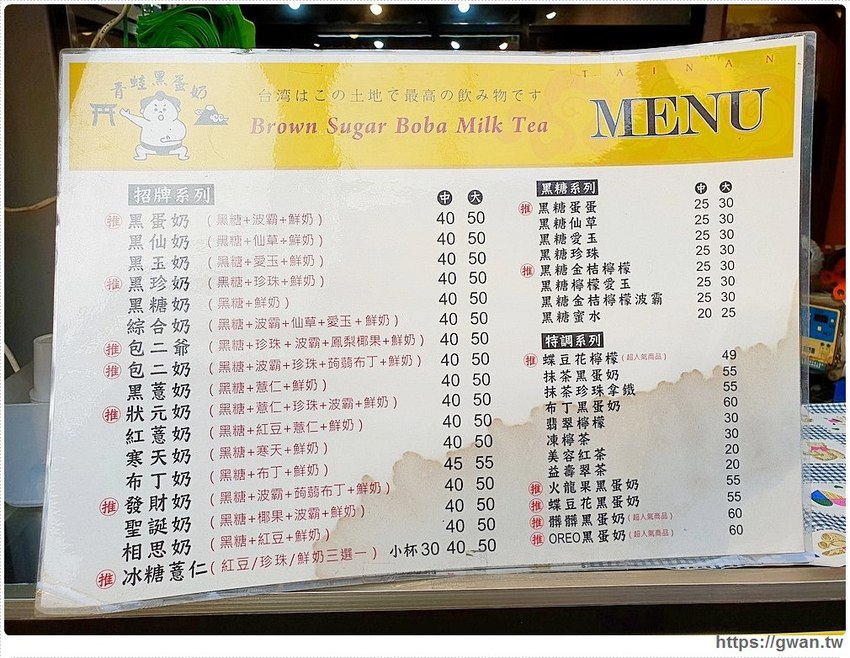 青蛙黑蛋奶
TAINAN
台湾はこの土地で最高の飲み物です
Brown Sugar Boba Milk Tea
MENU
招牌系列 中 大
推 黑蛋奶 (黑糖+波霸+鮮奶) 40 50
黑仙奶 (黑糖+仙草+鮮奶) 40 50
黑玉奶 (黑糖+愛玉+鮮奶) 40 50
推 黑珍奶 (黑糖+珍珠+鮮奶) 40 50
黑糖奶 (黑糖+鮮奶) 40 50
綜合奶 (黑糖+波霸+仙草+愛玉+鮮奶) 40 50
推 包二爺 (黑糖+珍珠+波霸+鳳梨椰果+鮮奶) 40 50
推 包二奶 (黑糖+波霸+珍珠+蒟蒻布丁+鮮奶) 40 50
黑薏奶 (黑糖+薏仁+鮮奶) 40 50
推 狀元奶 (黑糖+薏仁+珍珠+波霸+鮮奶) 40 50
紅薏奶 (黑糖+紅豆+薏仁+鮮奶) 40 50
寒天奶 (黑糖+寒天+鮮奶) 40 50
布丁奶 (黑糖+布丁+鮮奶) 45 55
推 發財奶 (黑糖+波霸+蒟蒻布丁+鮮奶) 40 50
聖誕奶 (黑糖+椰果+波霸+鮮奶) 40 50
相思奶 (黑糖+紅豆+鮮奶) 40 50
推 冰糖薏仁 (紅豆/珍珠/鮮奶三選一) 小杯30 40 50
黑糖系列 中 大
推 黑糖蛋蛋 25 30
黑糖仙草 25 30
黑糖愛玉 25 30
黑糖珍珠 25 30
推 黑糖金桔檸檬 25 30
黑糖檸檬愛玉 25 30
黑糖金桔檸檬波霸 25 30
黑糖蜜水 20 25
特調系列
推 蝶豆花檸檬 (超人氣商品) 49
抹茶黑蛋奶 55
抹茶珍珠拿鐵 55
布丁黑蛋奶 60
翡翠檸檬 30
凍檸茶 30
美容紅茶 20
益壽翠茶 20
推 火龍果黑蛋奶 55
推 蝶豆花黑蛋奶 55
推 髒髒黑蛋奶 (超人氣商品) 60
推 OREO黑蛋奶 (超人氣商品) 60
https://gwan.tw